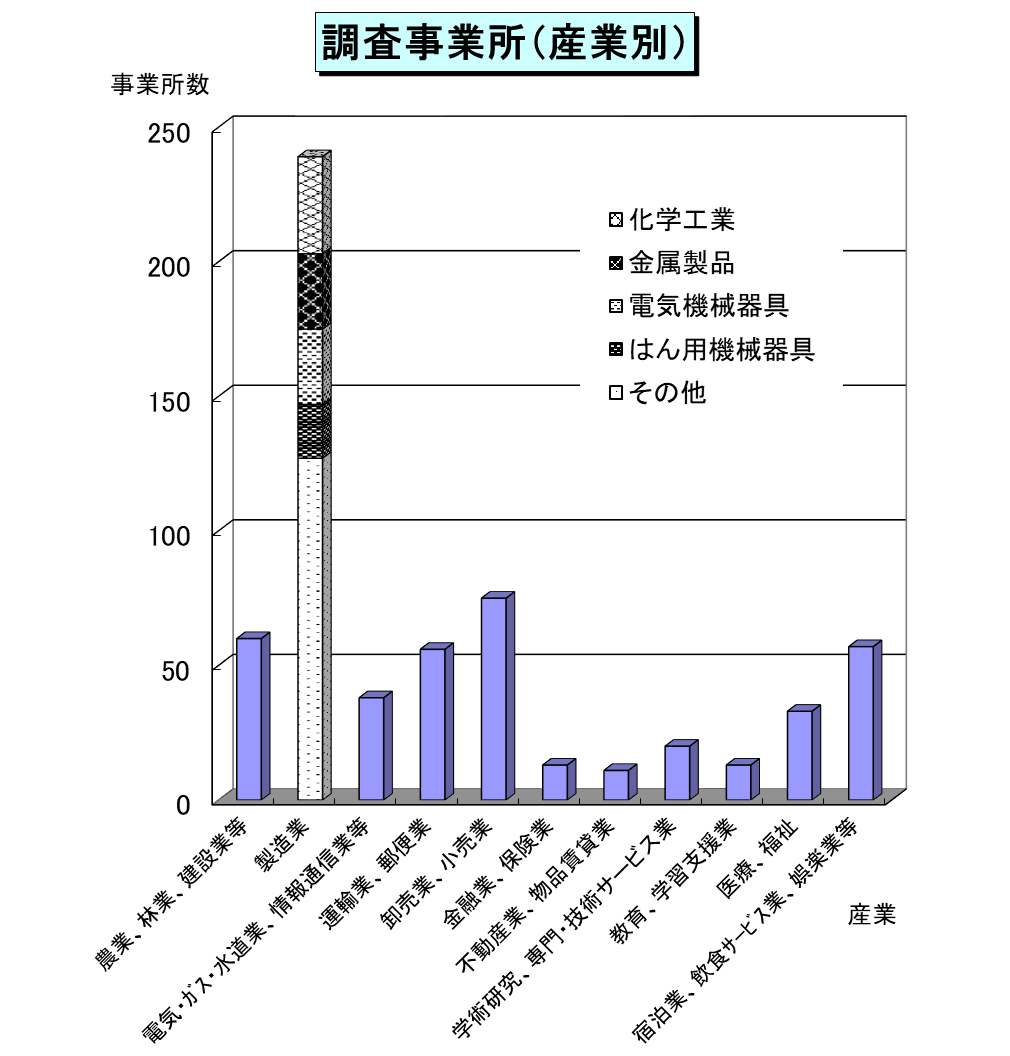 調査事業所（産業別）
事業所数
250
200
150
100
50
0
化学工業
金属製品
電気機械器具
はん用機械器具
その他
農業、林業、建設業等
製造業
電気・ｶﾞｽ・水道業、情報通信業等
運輸業、郵便業
卸売業、小売業
金融業、保険業
不動産業、物品賃貸業
学術研究、専門・技術サービス業
教育、学習支援業
医療、福祉
宿泊業、飲食ｻｰﾋﾞｽ業、娯楽業等
産業